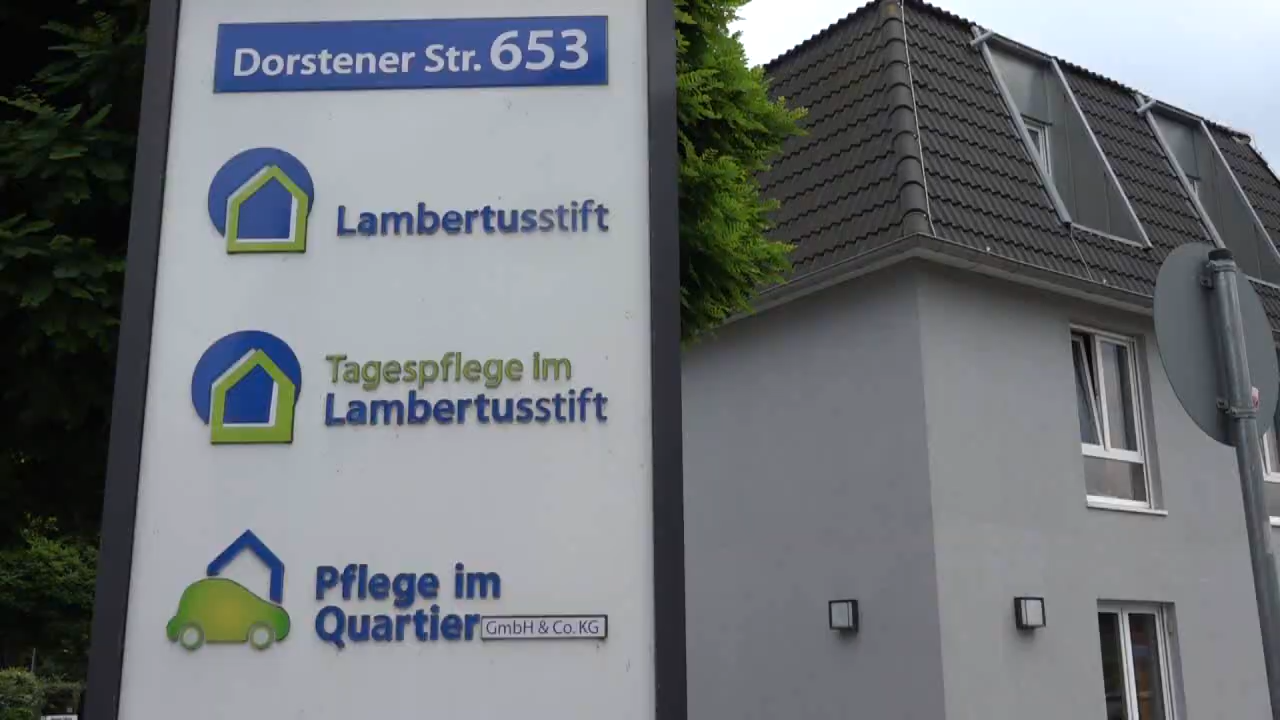 Dorstener Str. 653
Lambertusstift
Tagespflege im
Lambertusstift
Pflege im
Quartier GmbH & Co. KG